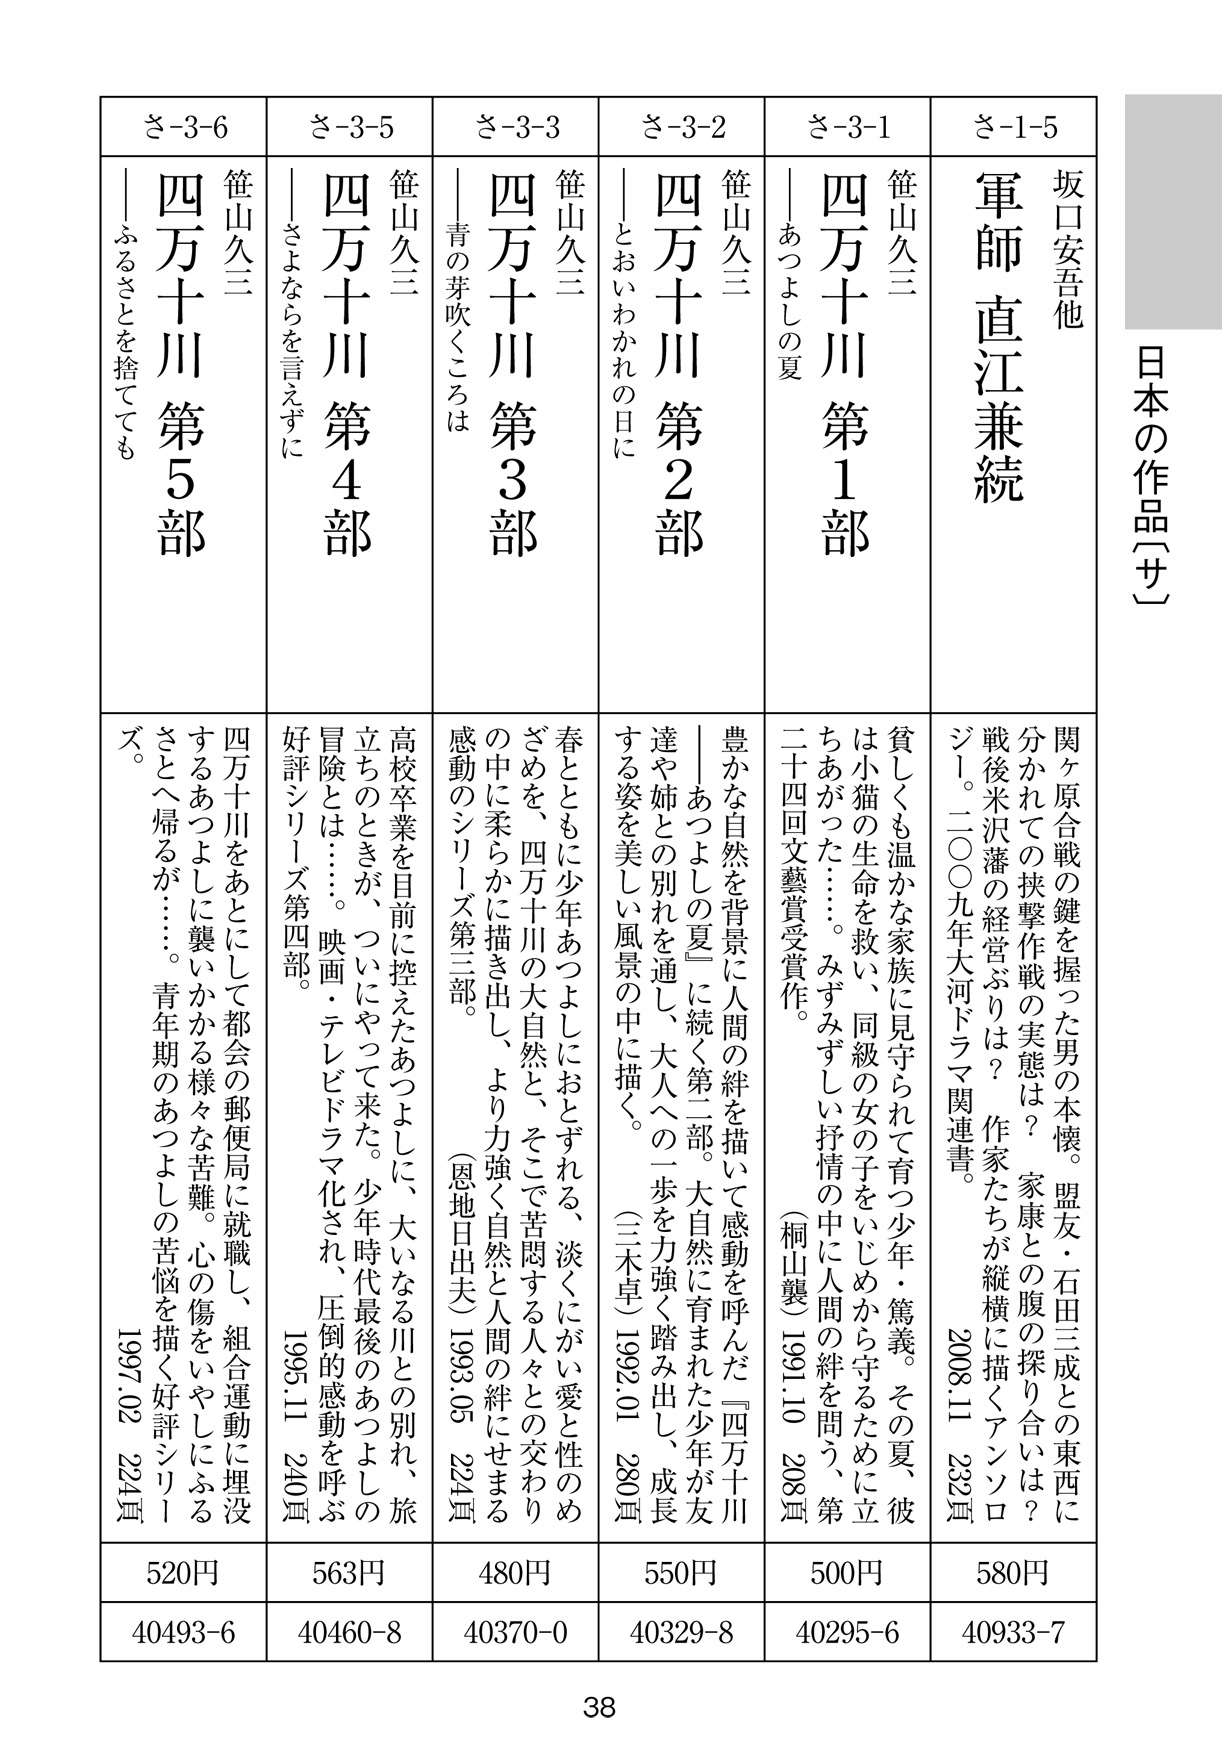 日本の作品〔サ〕
さ-1-5
坂口安吾他
軍師 直江兼続
関ヶ原合戦の鍵を握った男の本懐。盟友・石田三成との東西に
分かれての挟撃作戦の実態は？　家康との腹の探り合いは？
戦後米沢藩の経営ぶりは？　作家たちが縦横に描くアンソロ
ジー。二〇〇九年大河ドラマ関連書。
2008.11　232頁
580円
40933-7
さ-3-1
笹山久三
四万十川 第1部
――あつよしの夏
貧しくも温かな家族に見守られて育つ少年・篤義。その夏、彼
は小猫の生命を救い、同級の女の子をいじめから守るために立
ちあがった……。みずみずしい抒情の中に人間の絆を問う、第
二十四回文藝賞受賞作。
（桐山襲）1991.10　208頁
500円
40295-6
さ-3-2
笹山久三
四万十川 第2部
――とおいわかれの日に
豊かな自然を背景に人間の絆を描いて感動を呼んだ『四万十川
――あつよしの夏』に続く第二部。大自然に育まれた少年が友
達や姉との別れを通し、大人への一歩を力強く踏み出し、成長
する姿を美しい風景の中に描く。
（三木卓）1992.01　280頁
550円
40329-8
さ-3-3
笹山久三
四万十川 第3部
――青の芽吹くころは
春とともに少年あつよしにおとずれる、淡くにがい愛と性のめ
ざめを、四万十川の大自然と、そこで苦悶する人々との交わり
の中に柔らかに描き出し、より力強く自然と人間の絆にせまる
感動のシリーズ第三部。
（恩地日出夫）1993.05　224頁
480円
40370-0
さ-3-5
笹山久三
四万十川 第4部
――さよならを言えずに
高校卒業を目前に控えたあつよしに、大いなる川との別れ、旅
立ちのときが、ついにやって来た。少年時代最後のあつよしの
冒険とは……。映画・テレビドラマ化され、圧倒的感動を呼ぶ
好評シリーズ第四部。
1995.11　240頁
563円
40460-8
さ-3-6
笹山久三
四万十川 第5部
――ふるさとを捨てても
四万十川をあとにして都会の郵便局に就職し、組合運動に埋没
するあつよしに襲いかかる様々な苦難。心の傷をいやしにふる
さとへ帰るが……。青年期のあつよしの苦悩を描く好評シリー
ズ。
1997.02　224頁
520円
40493-6
38